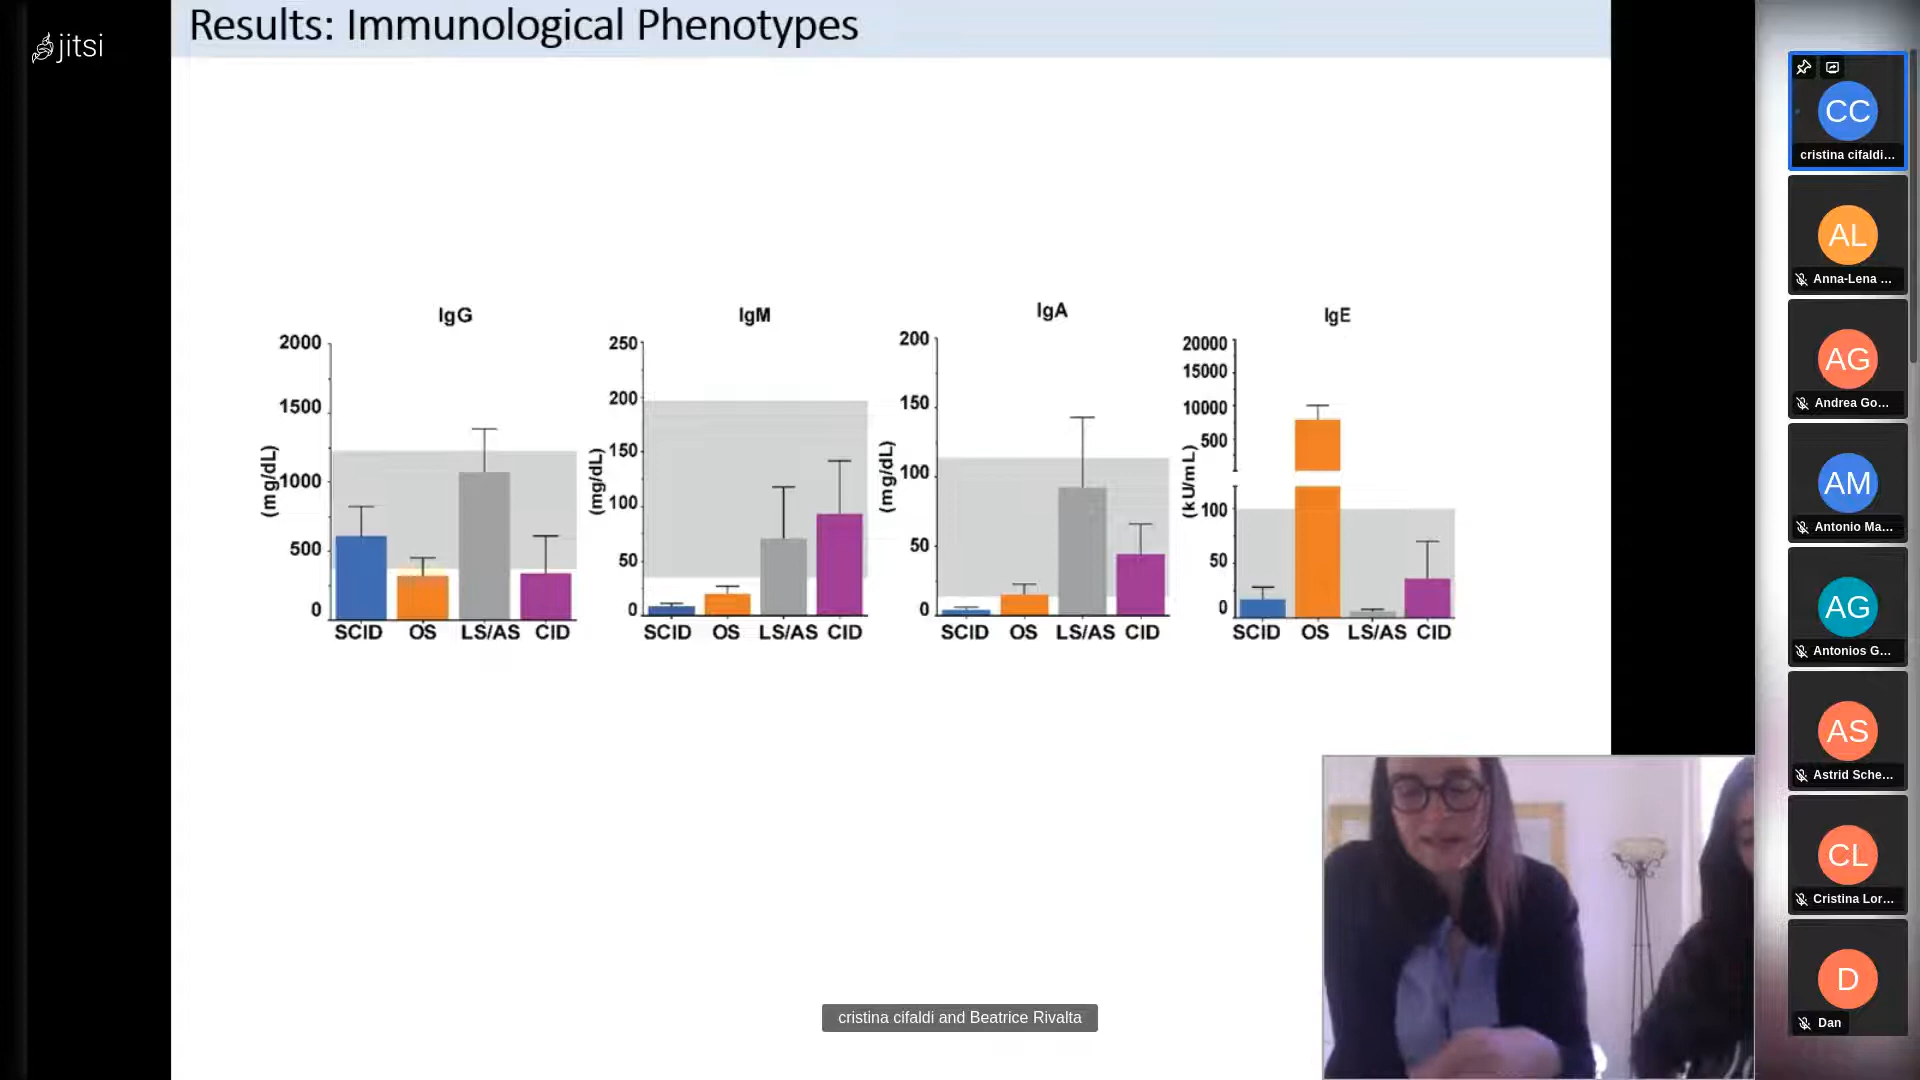 jitsi
Results: Immunological Phenotypes
IgG
2000
1500
1000
500
0
(mg/dL)
SCID OS LS/AS CID
IgM
250
200
150
100
50
0
(mg/dL)
SCID OS LS/AS CID
IgA
200
150
100
50
0
(mg/dL)
SCID OS LS/AS CID
IgE
20000
15000
10000
500
100
50
0
(kU/mL)
SCID OS LS/AS CID
cristina cifaldi and Beatrice Rivalta
CC
cristina cifaldi...
AL
Anna-Lena ...
AG
Andrea Go...
AM
Antonio Ma...
AG
Antonios G...
AS
Astrid Sche...
CL
Cristina Lor...
D
Dan